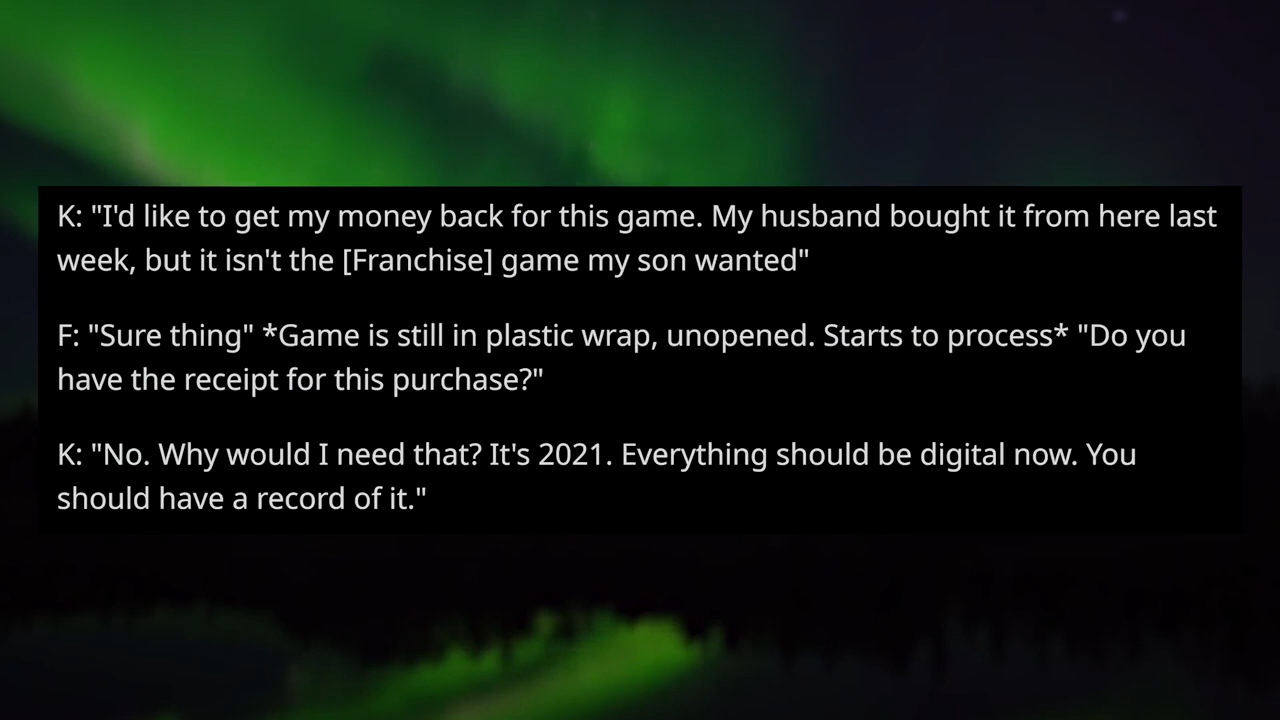 K: "I'd like to get my money back for this game. My husband bought it from here last
week, but it isn't the [Franchise] game my son wanted"
F: "Sure thing" *Game is still in plastic wrap, unopened. Starts to process* "Do you
have the receipt for this purchase?"
K: "No. Why would I need that? It's 2021. Everything should be digital now. You
should have a record of it."